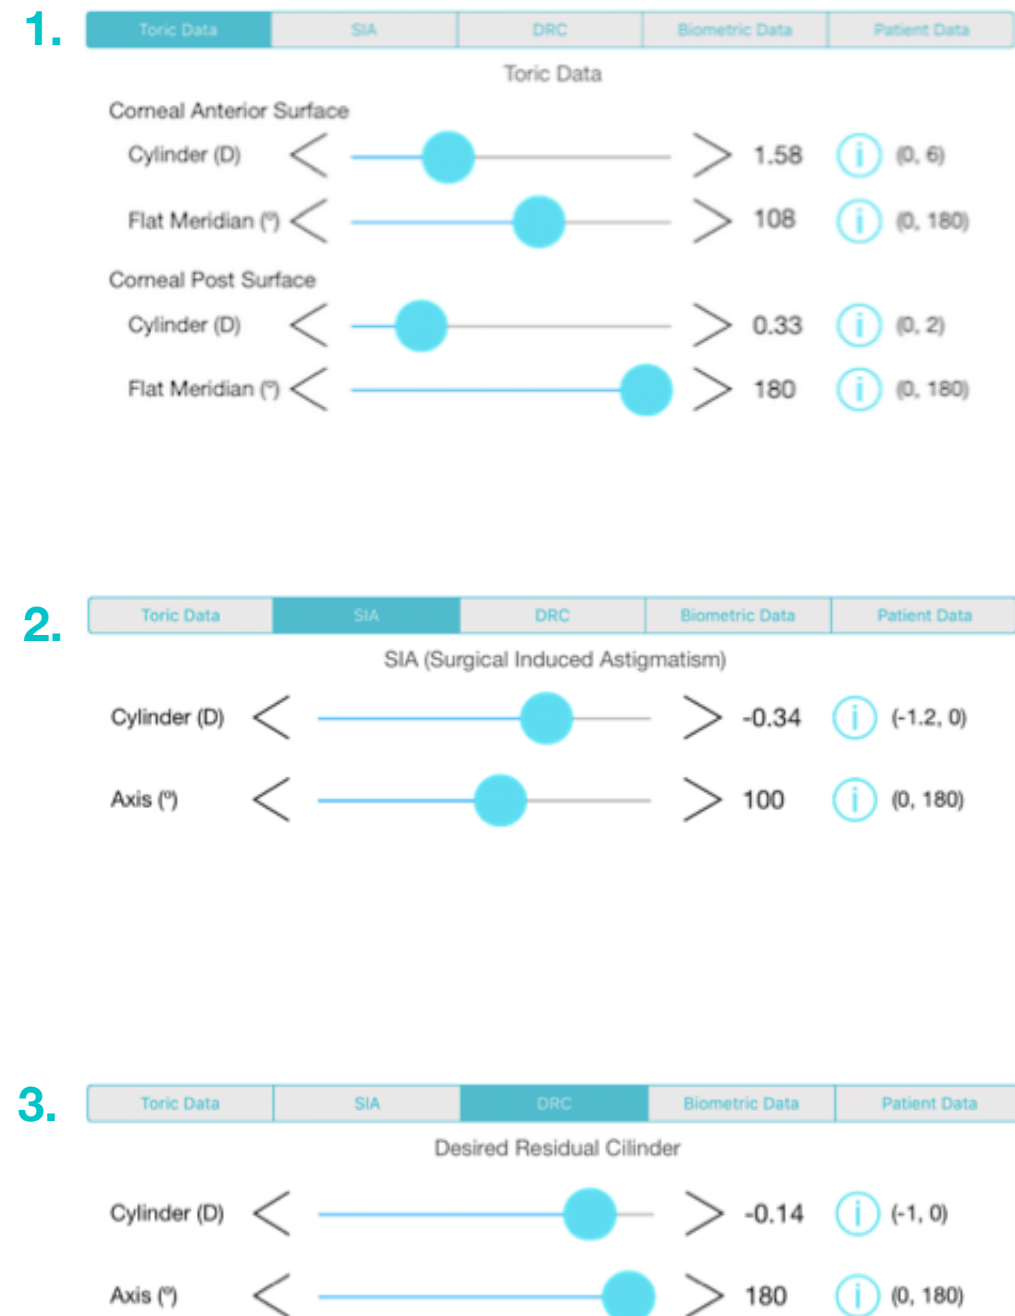 1.
Toric Data SIA DRC Biometric Data Patient Data
Toric Data
Corneal Anterior Surface
Cylinder (D) < > 1.58 i (0, 6)
Flat Meridian (º) < > 108 i (0, 180)
Corneal Post Surface
Cylinder (D) < > 0.33 i (0, 2)
Flat Meridian (º) < > 180 i (0, 180)
2.
Toric Data SIA DRC Biometric Data Patient Data
SIA (Surgical Induced Astigmatism)
Cylinder (D) < > -0.34 i (-1.2, 0)
Axis (º) < > 100 i (0, 180)
3.
Toric Data SIA DRC Biometric Data Patient Data
Desired Residual Cilinder
Cylinder (D) < > -0.14 i (-1, 0)
Axis (º) < > 180 i (0, 180)